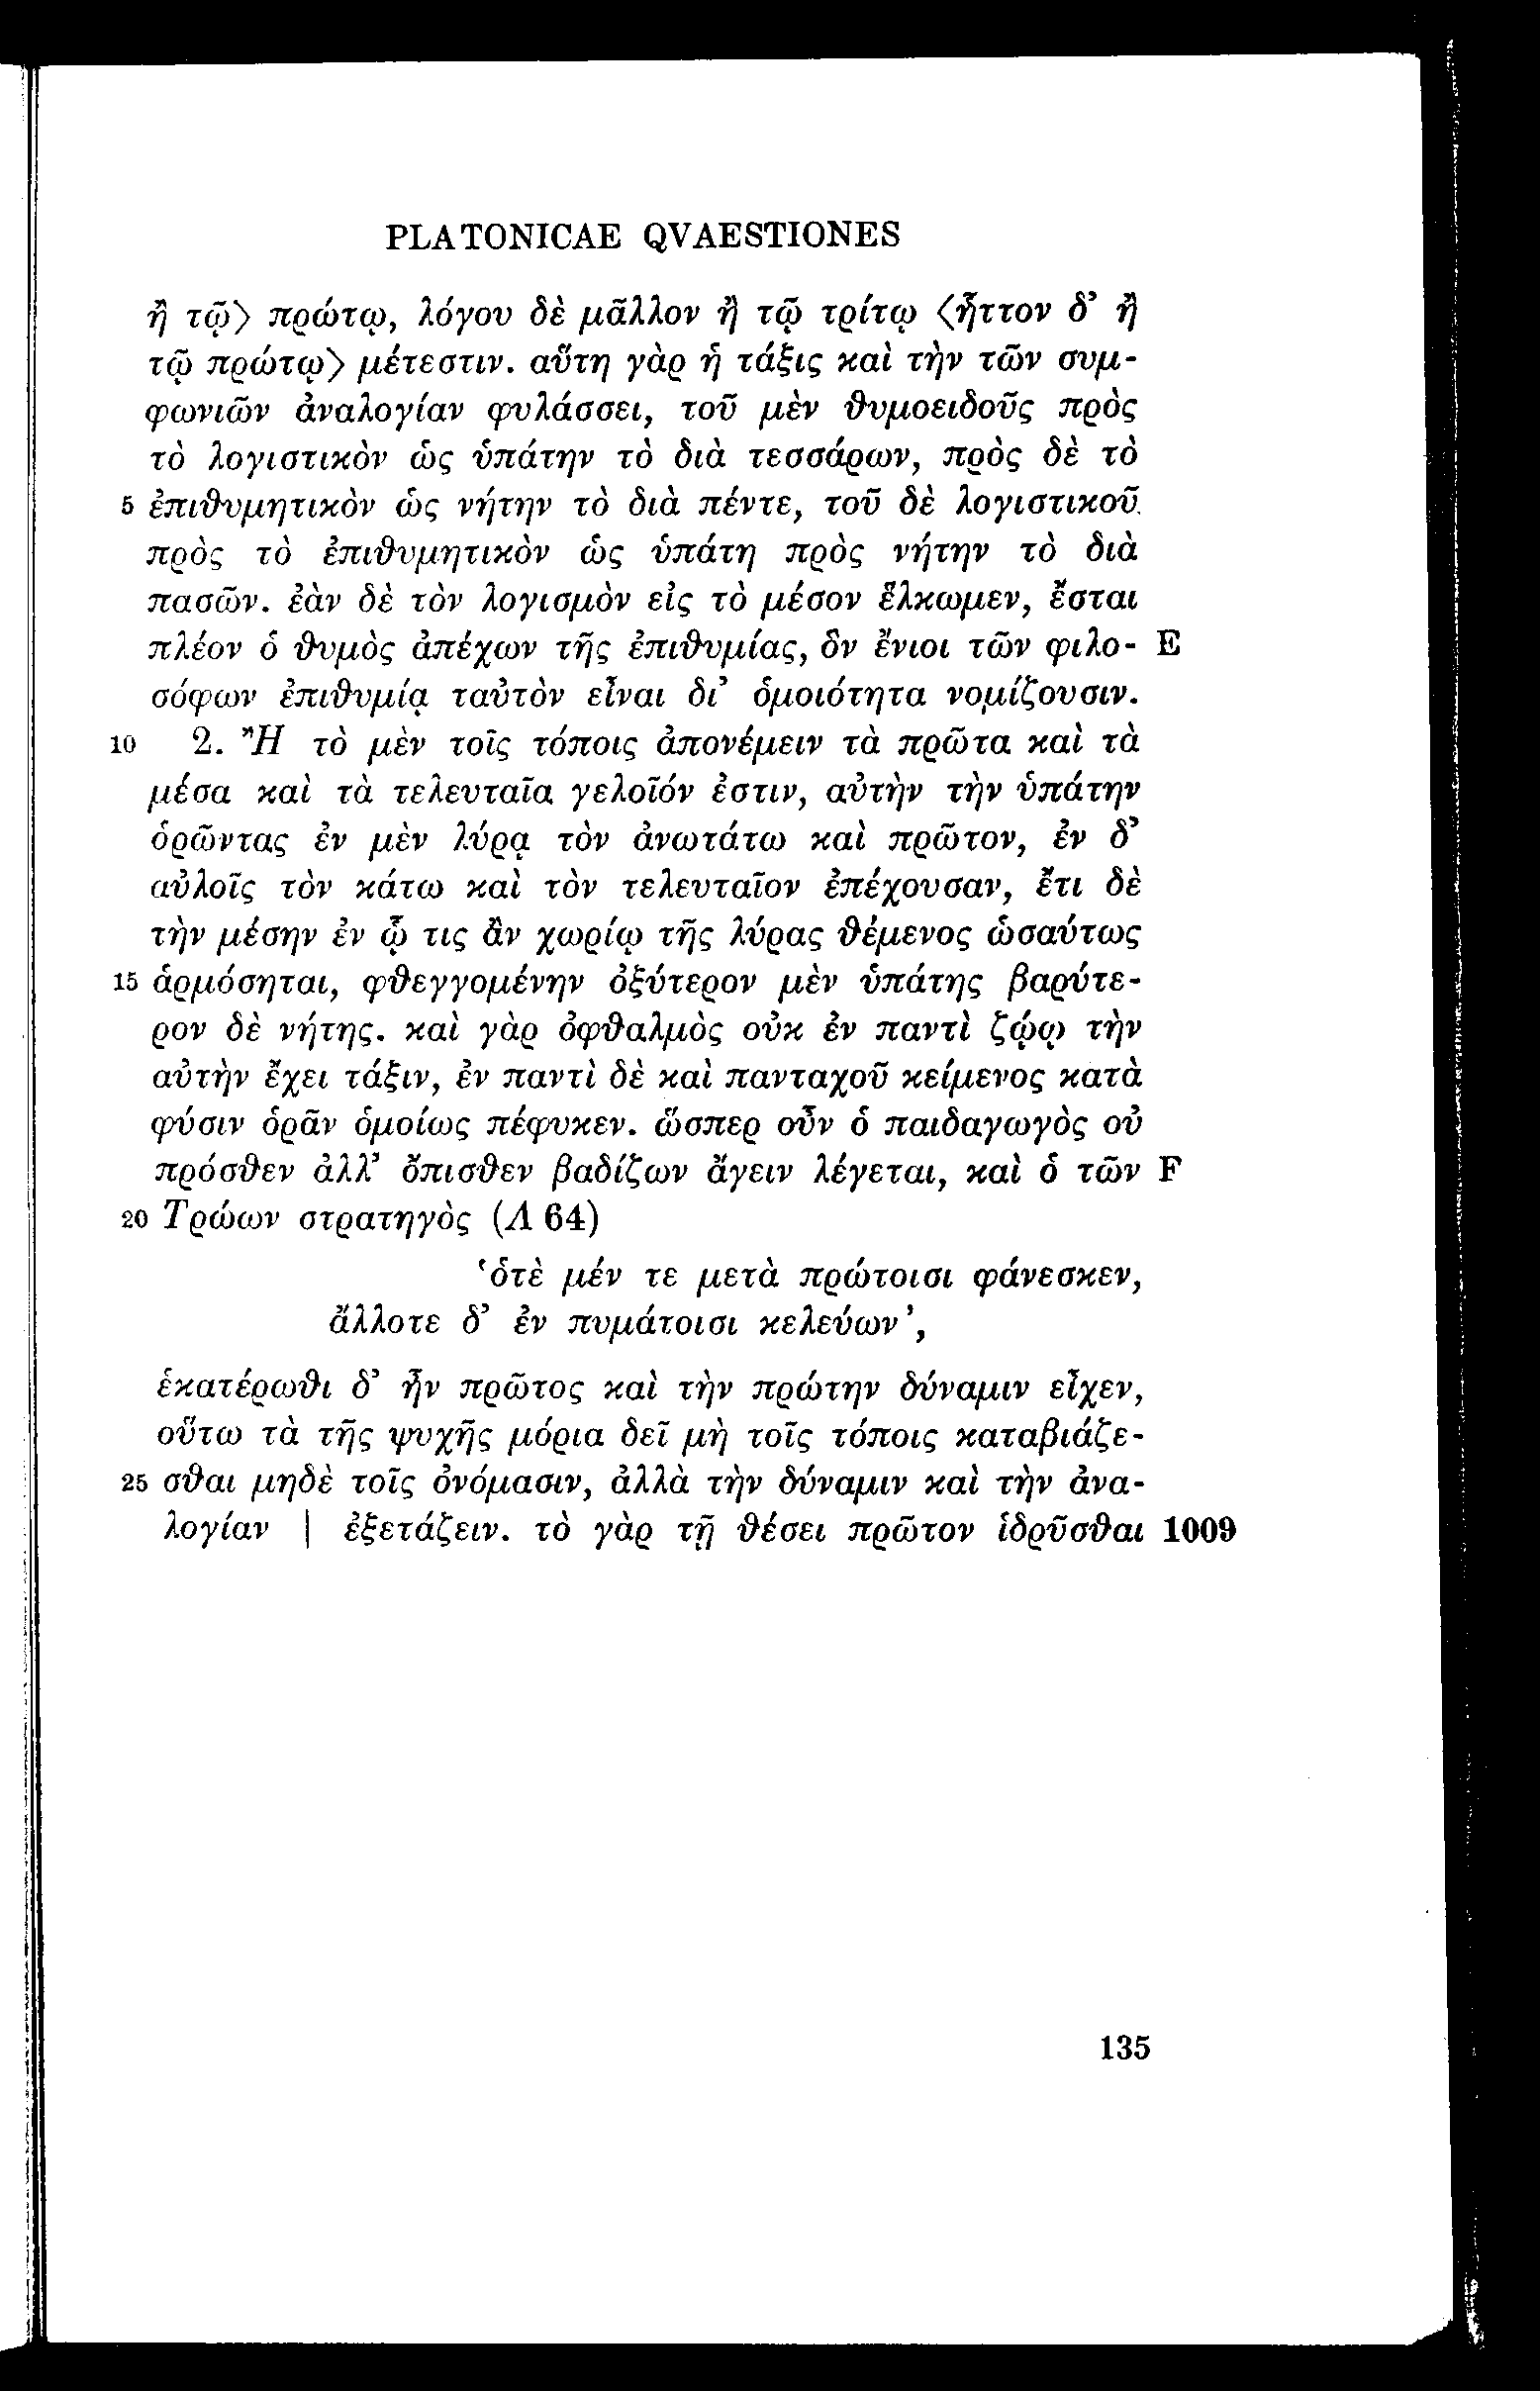 PLATONICAE QVAESTIONES
ἢ τῷ⟩ πρώτῳ, λόγου δὲ μᾶλλον ἢ τῷ τρίτῳ ⟨ἧττον δ’ ἢ
τῷ πρώτῳ⟩ μέτεστιν. αὕτη γὰρ ἡ τάξις καὶ τὴν τῶν συμ-
φωνιῶν ἀναλογίαν φυλάσσει, τοῦ μὲν θυμοειδοῦς πρὸς
τὸ λογιστικὸν ὡς ὑπάτην τὸ διὰ τεσσάρων, πρὸς δὲ τὸ
5 ἐπιθυμητικὸν ὡς νήτην τὸ διὰ πέντε, τοῦ δὲ λογιστικοῦ
πρὸς τὸ ἐπιθυμητικὸν ὡς ὑπάτη πρὸς νήτην τὸ διὰ
πασῶν. ἐὰν δὲ τὸν λογισμὸν εἰς τὸ μέσον ἕλκωμεν, ἔσται
πλέον ὁ θυμὸς ἀπέχων τῆς ἐπιθυμίας, ὃν ἔνιοι τῶν φιλο- E
σόφων ἐπιθυμίᾳ ταὐτὸν εἶναι δι’ ὁμοιότητα νομίζουσιν.
10 2. Ἢ τὸ μὲν τοῖς τόποις ἀπονέμειν τὰ πρῶτα καὶ τὰ
μέσα καὶ τὰ τελευταῖα γελοῖόν ἐστιν, αὐτὴν τὴν ὑπάτην
ὁρῶντας ἐν μὲν λύρᾳ τὸν ἀνωτάτω καὶ πρῶτον, ἐν δ’
αὐλοῖς τὸν κάτω καὶ τὸν τελευταῖον ἐπέχουσαν, ἔτι δὲ
τὴν μέσην ἐν ᾧ τις ἂν χωρίῳ τῆς λύρας θέμενος ὡσαύτως
15 ἁρμόσηται, φθεγγομένην ὀξύτερον μὲν ὑπάτης βαρύτε-
ρον δὲ νήτης. καὶ γὰρ ὀφθαλμὸς οὐκ ἐν παντὶ ζῴῳ τὴν
αὐτὴν ἔχει τάξιν, ἐν παντὶ δὲ καὶ πανταχοῦ κείμενος κατὰ
φύσιν ὁρᾶν ὁμοίως πέφυκεν. ὥσπερ οὖν ὁ παιδαγωγὸς οὐ
πρόσθεν ἀλλ’ ὄπισθεν βαδίζων ἄγειν λέγεται, καὶ ὁ τῶν F
20 Τρώων στρατηγὸς (Λ 64)
‘ὁτὲ μέν τε μετὰ πρώτοισι φάνεσκεν,
ἄλλοτε δ’ ἐν πυμάτοισι κελεύων’,
ἑκατέρωθι δ’ ἦν πρῶτος καὶ τὴν πρώτην δύναμιν εἶχεν,
οὕτω τὰ τῆς ψυχῆς μόρια δεῖ μὴ τοῖς τόποις καταβιάζε-
25 σθαι μηδὲ τοῖς ὀνόμασιν, ἀλλὰ τὴν δύναμιν καὶ τὴν ἀνα-
λογίαν | ἐξετάζειν. τὸ γὰρ τῇ θέσει πρῶτον ἱδρῦσθαι 1009
135